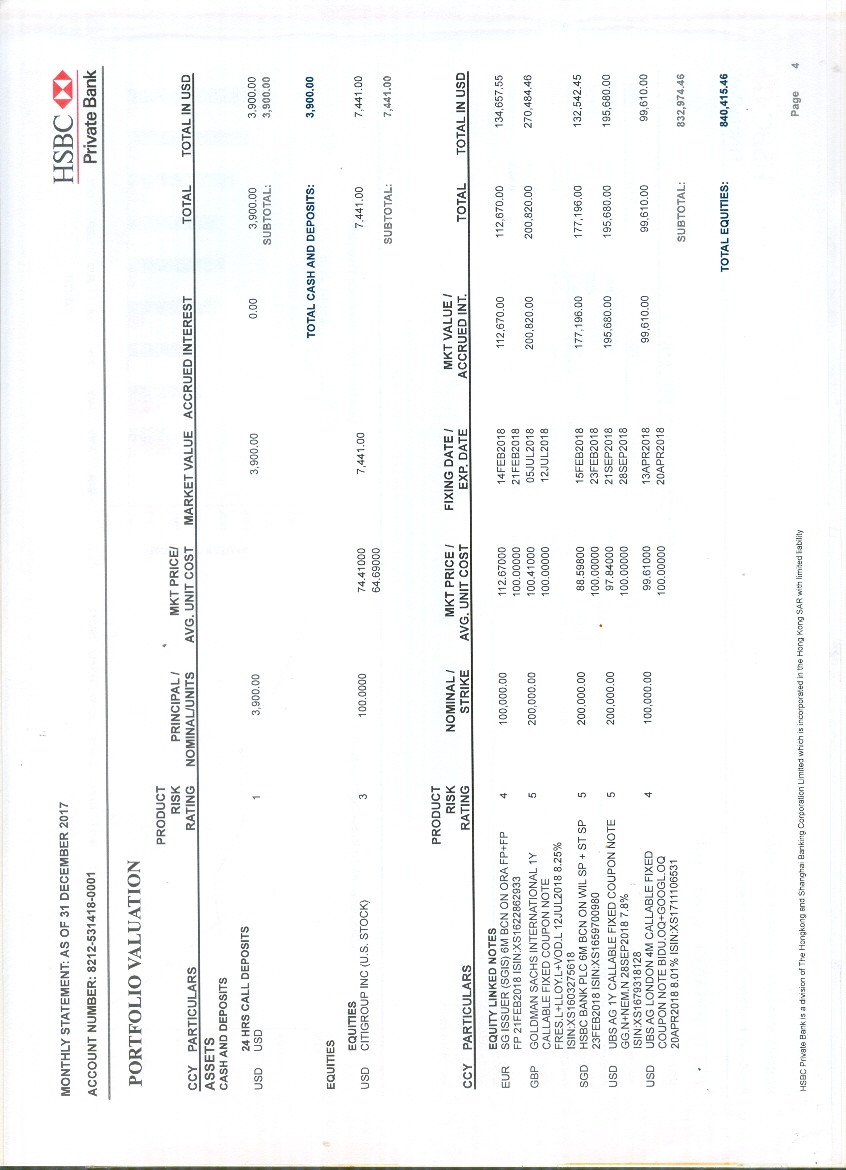 HSBC
Private Bank
MONTHLY STATEMENT: AS OF 31 DECEMBER 2017
ACCOUNT NUMBER: 8212-531418-0001
PORTFOLIO VALUATION
CCY PARTICULARS PRODUCT RISK RATING PRINCIPAL / NOMINAL/UNITS MKT PRICE/ AVG. UNIT COST MARKET VALUE ACCRUED INTEREST TOTAL TOTAL IN USD
ASSETS
CASH AND DEPOSITS
24 HRS CALL DEPOSITS
USD USD 1 3,900.00 3,900.00 0.00 3,900.00 3,900.00
SUBTOTAL: 3,900.00
TOTAL CASH AND DEPOSITS: 3,900.00
EQUITIES
EQUITIES
USD CITIGROUP INC (U.S. STOCK) 3 100.0000 74.41000 7,441.00 7,441.00 7,441.00
64.69000
SUBTOTAL: 7,441.00
CCY PARTICULARS PRODUCT RISK RATING NOMINAL / STRIKE MKT PRICE / AVG. UNIT COST FIXING DATE / EXP. DATE MKT VALUE / ACCRUED INT. TOTAL TOTAL IN USD
EQUITY LINKED NOTES
EUR SG ISSUER (SGIS) 6M BCN ON ORA FP+FP 4 100,000.00 112.67000 14FEB2018 112,670.00 112,670.00 134,657.55
FP 21FEB2018 ISIN:XS1622862933 100.00000 21FEB2018
GBP GOLDMAN SACHS INTERNATIONAL 1Y 5 200,000.00 100.41000 05JUL2018 200,820.00 200,820.00 270,484.46
CALLABLE FIXED COUPON NOTE 100.00000 12JUL2018
FRES.L+LLOY.L+VOD.L 12JUL2018 8.25%
ISIN:XS1603275618
SGD HSBC BANK PLC 6M BCN ON WIL SP + ST SP 5 200,000.00 88.59800 15FEB2018 177,196.00 177,196.00 132,542.45
23FEB2018 ISIN:XS1659700980 100.00000 23FEB2018
USD UBS AG 1Y CALLABLE FIXED COUPON NOTE 5 200,000.00 97.84000 21SEP2018 195,680.00 195,680.00 195,680.00
GG.N+NEM.N 28SEP2018 7.8% 100.00000 28SEP2018
ISIN:XS1679318128
USD UBS AG LONDON 4M CALLABLE FIXED 4 100,000.00 99.61000 13APR2018 99,610.00 99,610.00 99,610.00
COUPON NOTE BIDU.OQ+GOOGL.OQ 100.00000 20APR2018
20APR2018 8.01% ISIN:XS1711106531
SUBTOTAL: 832,974.46
TOTAL EQUITIES: 840,415.46
HSBC Private Bank is a division of The Hongkong and Shanghai Banking Corporation Limited which is incorporated in the Hong Kong SAR with limited liability
Page 4